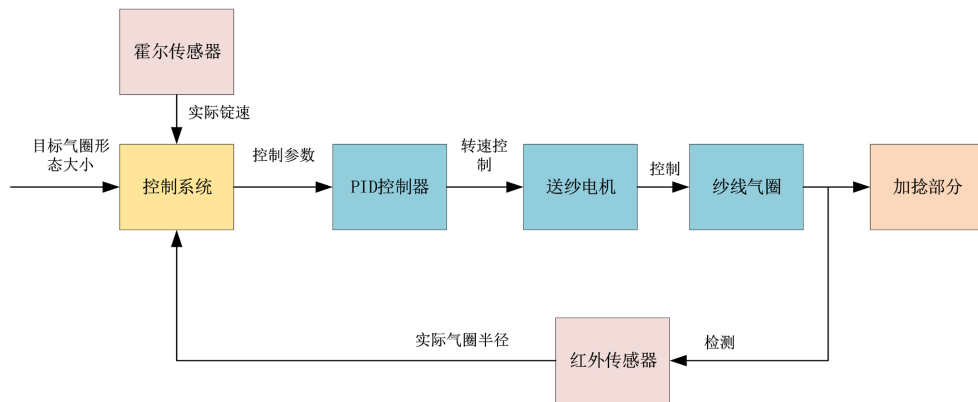 霍尔传感器
实际锭速
目标气圈形
态大小
控制系统
控制参数
PID控制器
转速控
制
送纱电机
控制
纱线气圈
加捻部分
实际气圈半径
红外传感器
检测